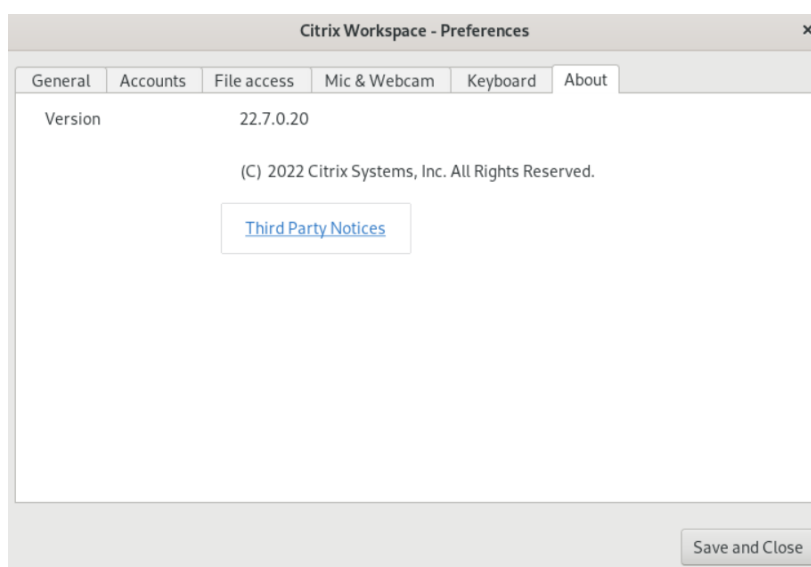 Citrix Workspace - Preferences ×
General Accounts File access Mic & Webcam Keyboard About
Version 22.7.0.20
(C) 2022 Citrix Systems, Inc. All Rights Reserved.
Third Party Notices
Save and Close